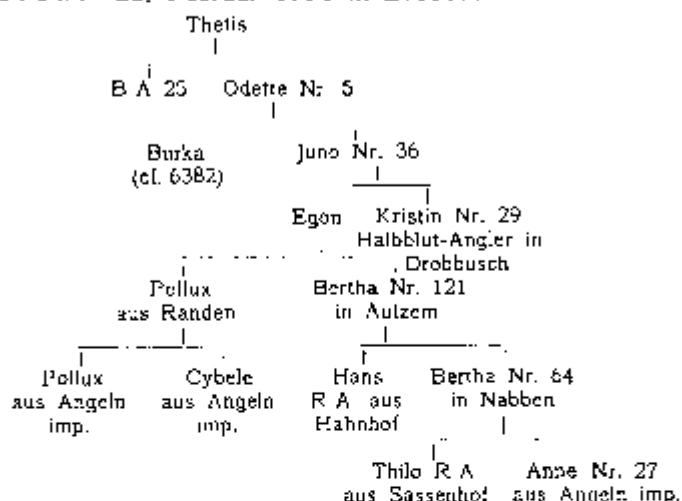 Thetis
B A 25 Odette Nr. 5
Burka Juno Nr. 36
(cf. 6382)
Egon Kristin Nr. 29
Halbblut-Angler in
Drobbusch
Pollux Bertha Nr. 121
aus Randen in Autzem
Pollux Cybele Hans Bertha Nr. 64
aus Angeln aus Angeln R A aus in Nabben
imp. imp. Hahnhof
Thilo R A Anne Nr. 27
aus Sassenhof aus Angeln imp.